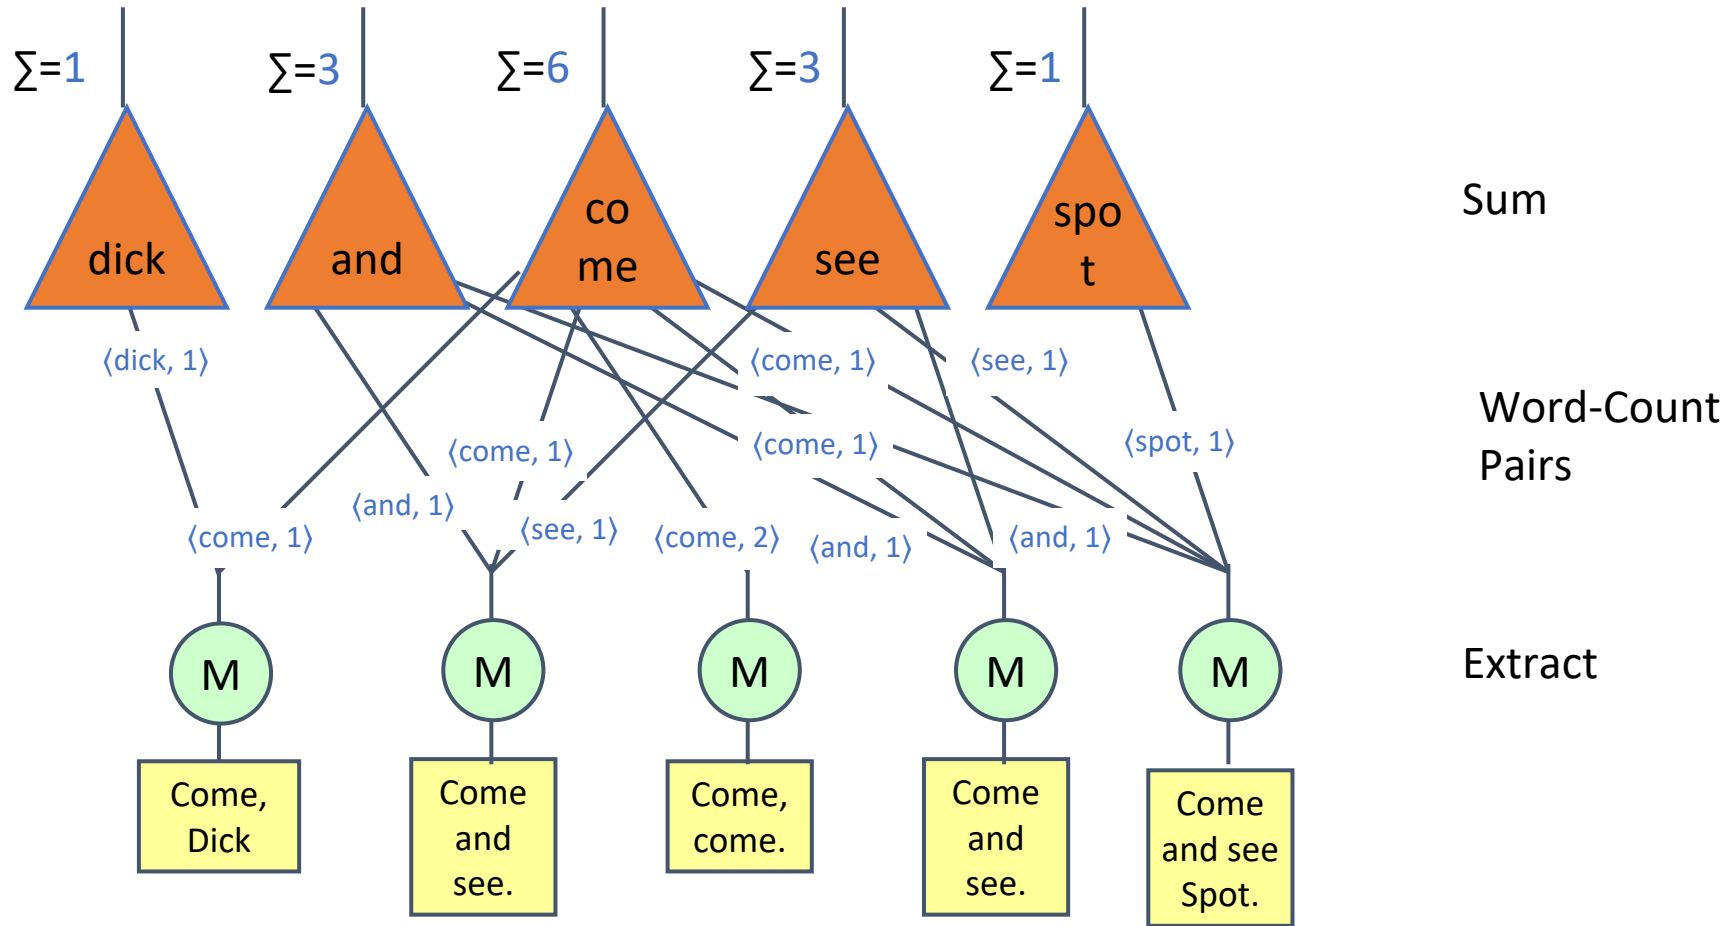 ∑=1
∑=3
∑=6
∑=3
∑=1
dick
and
co
me
see
spo
t
Sum
⟨dick, 1⟩
⟨come, 1⟩
⟨see, 1⟩
Word-Count
Pairs
⟨come, 1⟩
⟨come, 1⟩
⟨spot, 1⟩
⟨and, 1⟩
⟨come, 1⟩
⟨see, 1⟩
⟨come, 2⟩
⟨and, 1⟩
⟨and, 1⟩
M
M
M
M
M
Extract
Come,
Dick
Come
and
see.
Come,
come.
Come
and
see.
Come
and see
Spot.